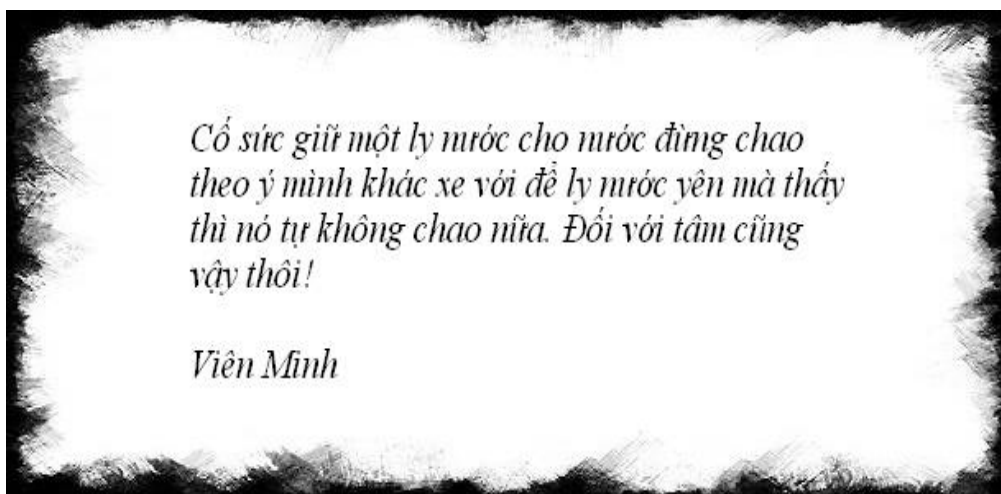 Cố sức giữ một ly nước cho nước đừng chao
theo ý mình khác xe với để ly nước yên mà thấy
thì nó tự không chao nữa. Đối với tâm cũng
vậy thôi!
Viên Minh